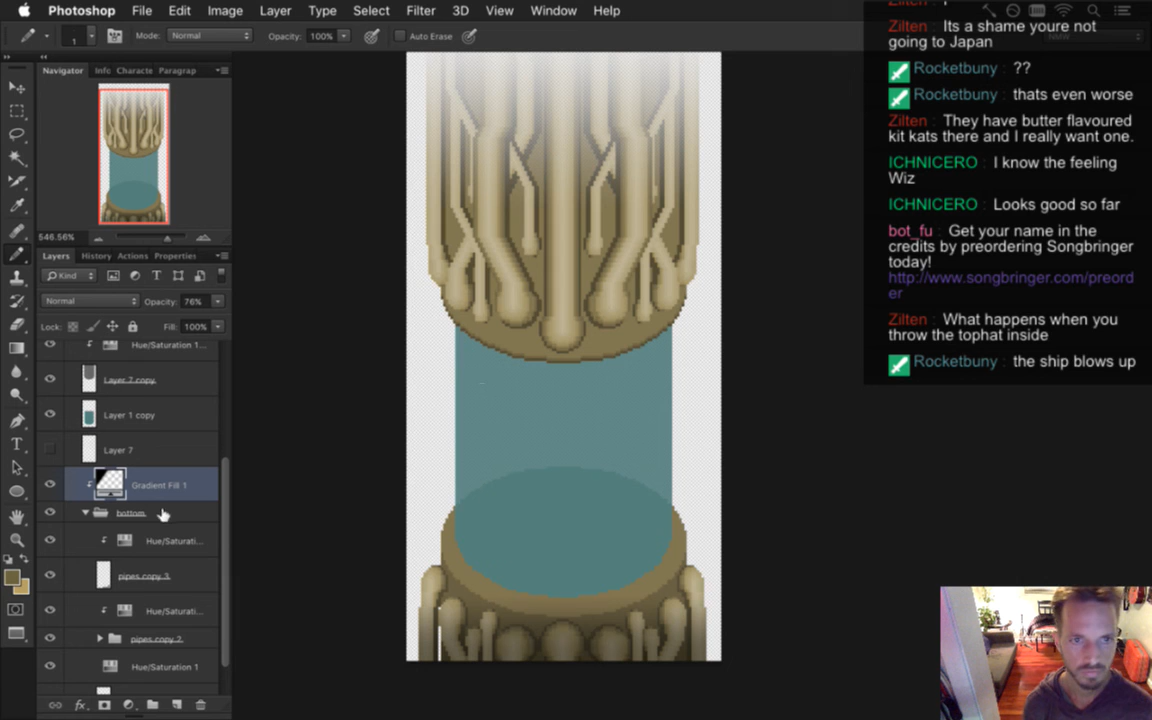 Photoshop File Edit Image Layer Type Select Filter 3D View Window Help
1 Mode: Normal Opacity: 100% Auto Erase
Navigator Info Characte Paragrap
546.56%
Layers History Actions Properties
Kind
Normal Opacity: 76%
Lock: Fill: 100%
Hue/Saturation 1...
Layer 7 copy
Layer 1 copy
Layer 7
Gradient Fill 1
bottom
Hue/Saturati...
pipes copy 3
Hue/Saturati...
pipes copy 2
Hue/Saturation 1
fx
Zilten : Its a shame youre not
going to Japan
Rocketbuny : ??
Rocketbuny : thats even worse
Zilten : They have butter flavoured
kit kats there and I really want one.
ICHNICERO : I know the feeling
Wiz
ICHNICERO : Looks good so far
bot_fu : Get your name in the
credits by preordering Songbringer
today!
http://www.songbringer.com/preord
er
Zilten : What happens when you
throw the tophat inside
Rocketbuny : the ship blows up